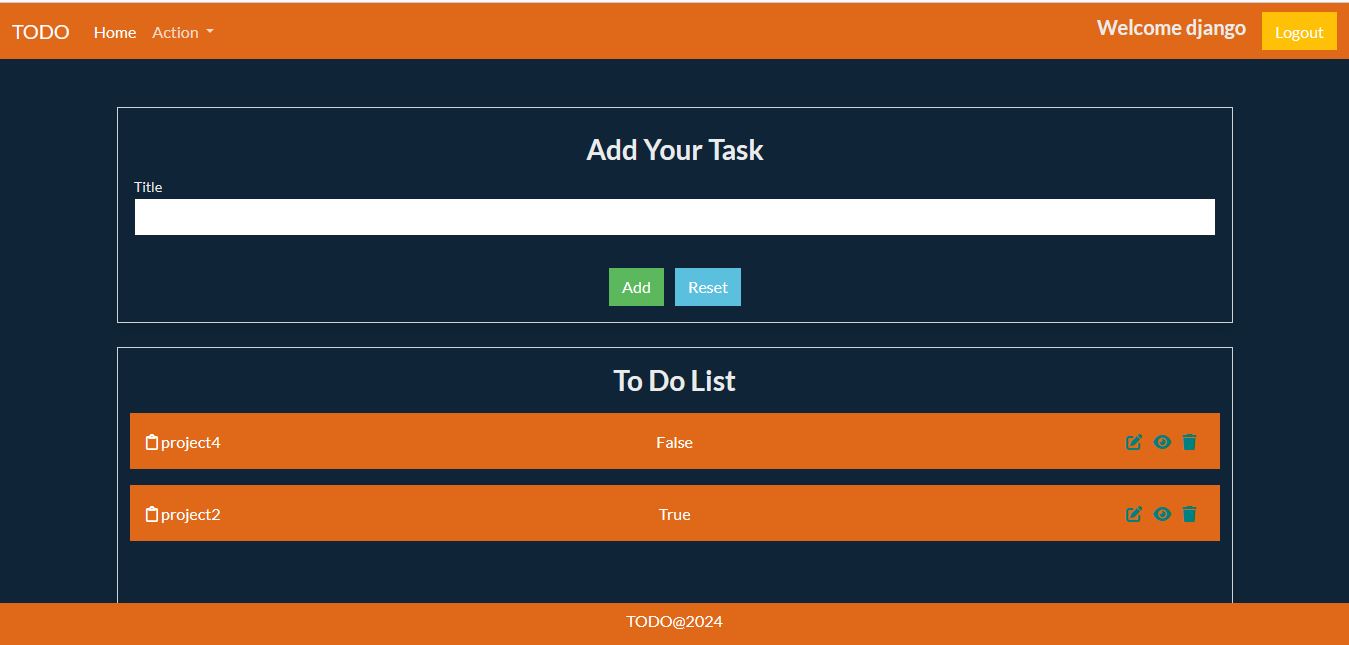 TODO Home Action Welcome django Logout
Add Your Task
Title
Add Reset
To Do List
project4 False
project2 True
TODO@2024